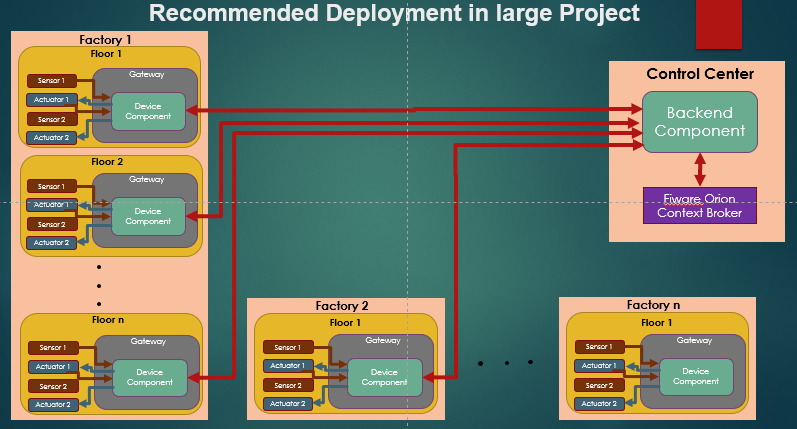 Recommended Deployment in large Project
Factory 1
Floor 1
Gateway
Sensor 1
Actuator 1
Sensor 2
Actuator 2
Device
Component
Floor 2
Gateway
Sensor 1
Actuator 1
Sensor 2
Actuator 2
Device
Component
Floor n
Gateway
Sensor 1
Actuator 1
Sensor 2
Actuator 2
Device
Component
Factory 2
Floor 1
Gateway
Sensor 1
Actuator 1
Sensor 2
Actuator 2
Device
Component
Factory n
Floor 1
Gateway
Sensor 1
Actuator 1
Sensor 2
Actuator 2
Device
Component
Control Center
Backend
Component
Fiware Orion
Context Broker